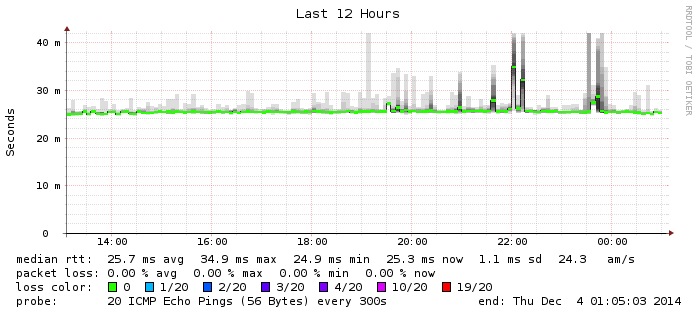 Last 12 Hours
RRDTOOL / TOBI OETIKER
Seconds
40 m
30 m
20 m
10 m
0
14:00 16:00 18:00 20:00 22:00 00:00
median rtt: 25.7 ms avg 34.9 ms max 24.9 ms min 25.3 ms now 1.1 ms sd 24.3 am/s
packet loss: 0.00 % avg 0.00 % max 0.00 % min 0.00 % now
loss color: 0 1/20 2/20 3/20 4/20 10/20 19/20
probe: 20 ICMP Echo Pings (56 Bytes) every 300s end: Thu Dec 4 01:05:03 2014